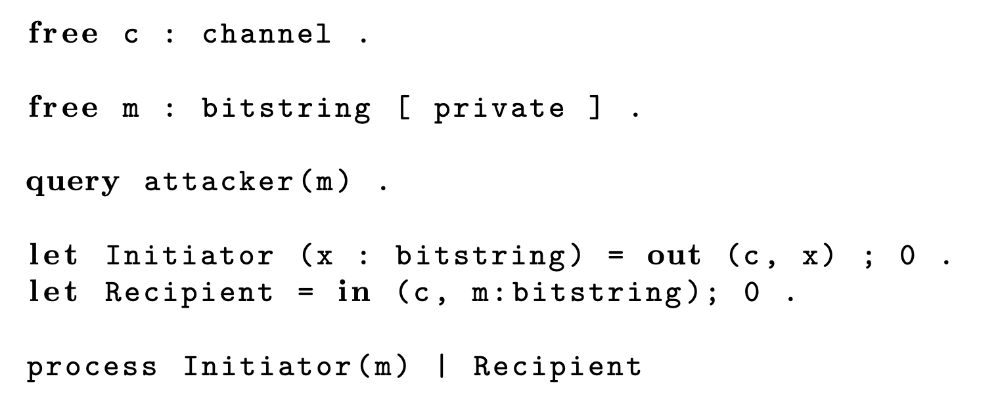 free c : channel .
free m : bitstring [ private ] .
query attacker(m) .
let Initiator (x : bitstring) = out (c, x) ; 0 .
let Recipient = in (c, m:bitstring); 0 .
process Initiator(m) | Recipient